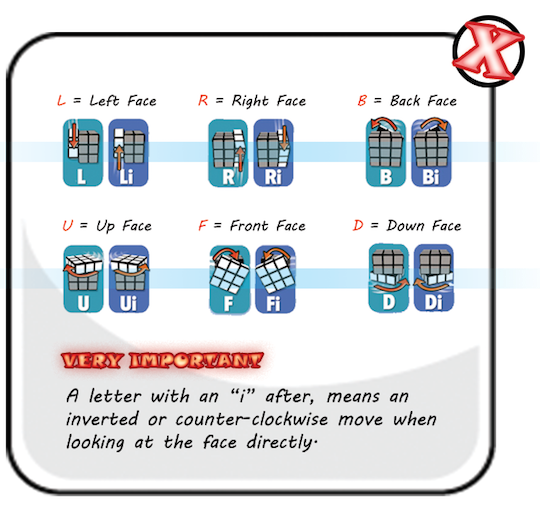 X
L = Left Face
R = Right Face
B = Back Face
L
Li
R
Ri
B
Bi
U = Up Face
F = Front Face
D = Down Face
U
Ui
F
Fi
D
Di
VERY IMPORTANT
A letter with an “i” after, means an
inverted or counter-clockwise move when
looking at the face directly.